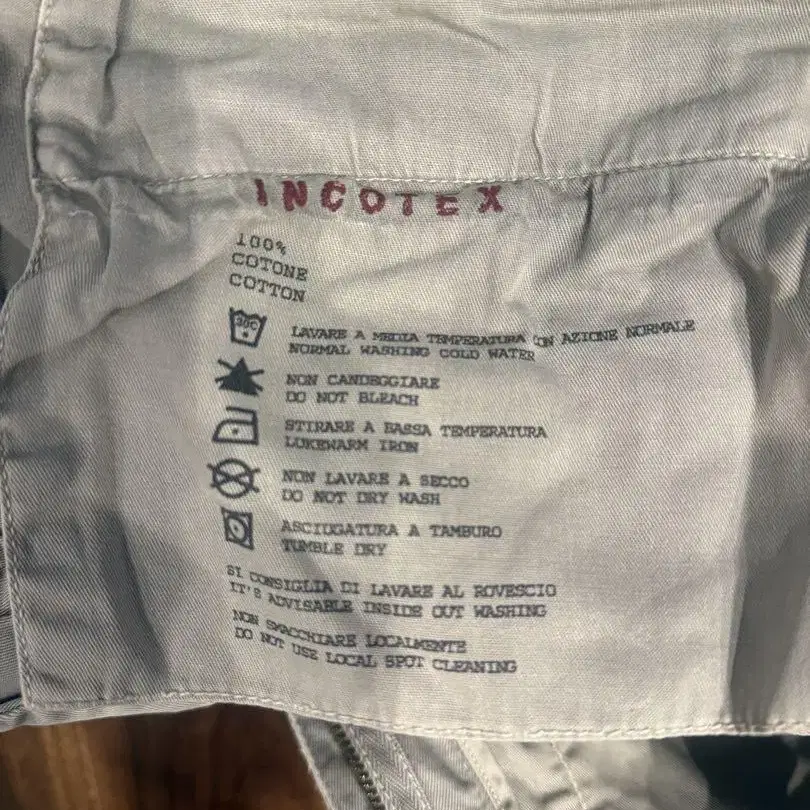 INCOTEX
100%
COTONE
COTTON
30C
LAVARE A MEDIA TEMPERATURA ON AZIONE NORMALE
NORMAL WASHING COLD WATER
NON CANDEGGIARE
DO NOT BLEACH
STIRARE A BASSA TEMPERATURA
LUKEWARM IRON
NON LAVARE A SECCO
DO NOT DRY WASH
ASCIUGATURA A TAMBURO
TUMBLE DRY
SI CONSIGLIA DI LAVARE AL ROVESCIO
IT'S ADVISABLE INSIDE OUT WASHING
NON SMACCHIARE LOCALMENTE
DO NOT USE LOCAL SPOT CLEANING